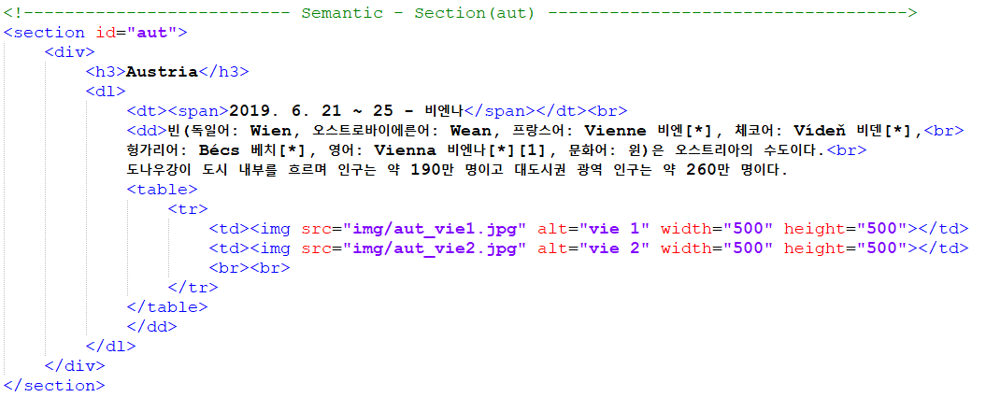 <!--------------------------- Semantic - Section(aut) ----------------------------------->
<section id="aut">
<div>
<h3>Austria</h3>
<dl>
<dt><span>2019. 6. 21 ~ 25 - 비엔나</span></dt><br>
<dd>빈(독일어: Wien, 오스트로바이에른어: Wean, 프랑스어: Vienne 비엔[*], 체코어: Vídeň 비덴[*],<br>
헝가리어: Bécs 베치[*], 영어: Vienna 비엔나[*][1], 문화어: 윈)은 오스트리아의 수도이다.<br>
도나우강이 도시 내부를 흐르며 인구는 약 190만 명이고 대도시권 광역 인구는 약 260만 명이다.
<table>
<tr>
<td><img src="img/aut_vie1.jpg" alt="vie 1" width="500" height="500"></td>
<td><img src="img/aut_vie2.jpg" alt="vie 2" width="500" height="500"></td>
<br><br>
</tr>
</table>
</dd>
</dl>
</div>
</section>